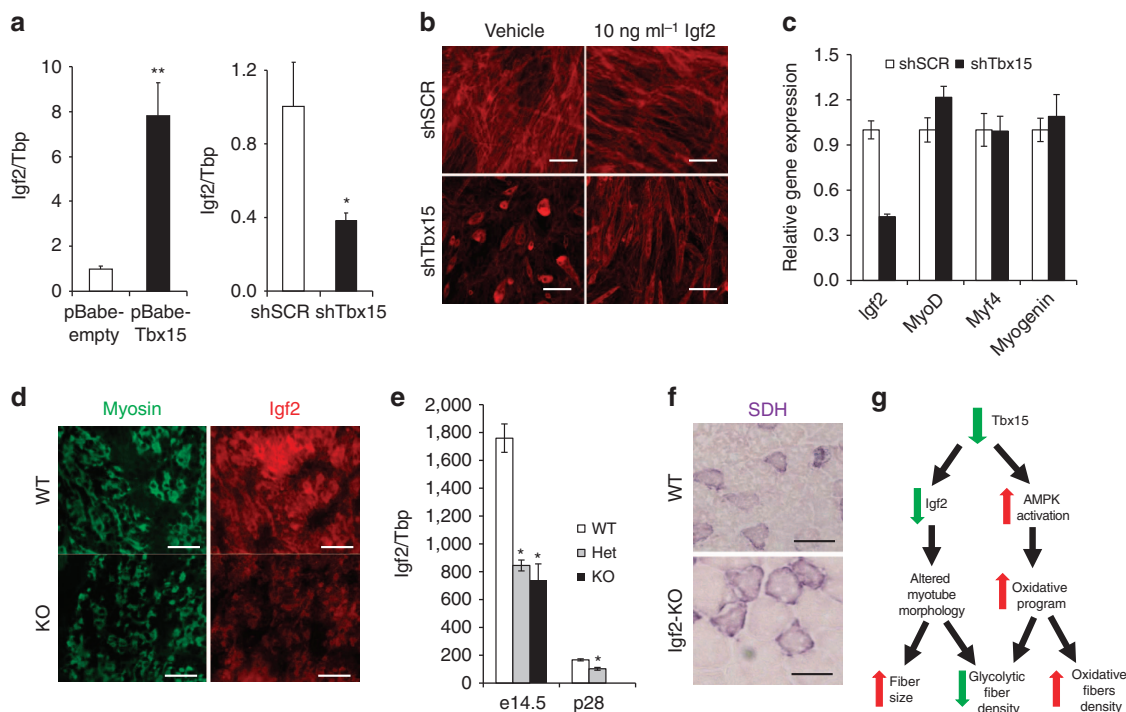 a
Igf2/Tbp
10
8
6
4
2
0
**
pBabe-
empty
pBabe-
Tbx15
Igf2/Tbp
1.2
0.8
0.4
0.0
*
shSCR shTbx15
b
Vehicle
10 ng ml⁻¹ Igf2
shSCR
shTbx15
c
Relative gene expression
1.5
1.2
0.9
0.6
0.3
0.0
shSCR
shTbx15
Igf2
MyoD
Myf4
Myogenin
d
Myosin
Igf2
WT
KO
e
Igf2/Tbp
2,000
1,800
1,600
1,400
1,200
1,000
800
600
400
200
0
WT
Het
KO
* *
*
e14.5
p28
f
SDH
WT
Igf2-KO
g
Tbx15
Igf2
AMPK
activation
Altered
myotube
morphology
Oxidative
program
Fiber
size
Glycolytic
fiber
density
Oxidative
fibers
density